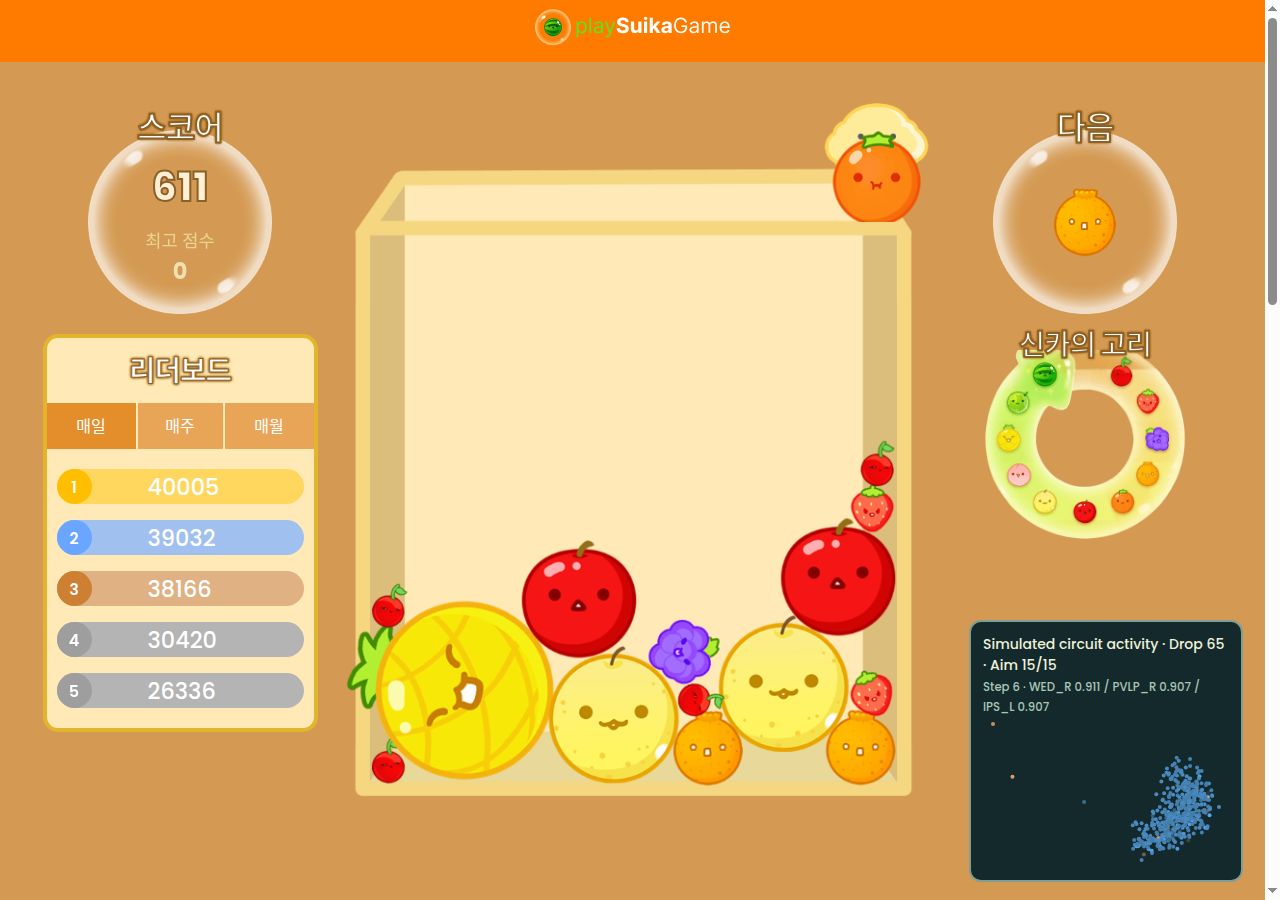 playSuikaGame
스코어
611
최고 점수
0
리더보드
매일 매주 매월
1 40005
2 39032
3 38166
4 30420
5 26336
다음
신카의 고리
Simulated circuit activity · Drop 65
· Aim 15/15
Step 6 · WED_R 0.911 / PVLP_R 0.907 /
IPS_L 0.907